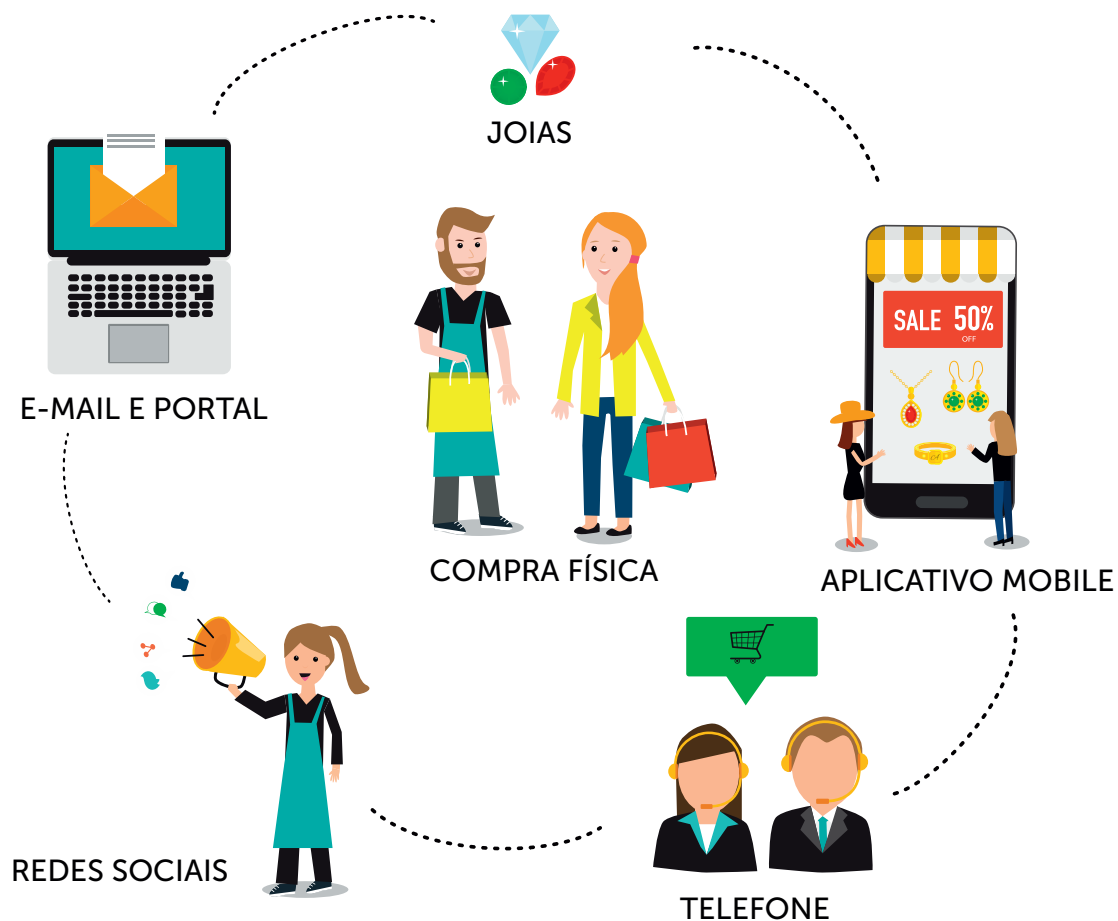 JOIAS
E-MAIL E PORTAL
SALE 50%
OFF
COMPRA FÍSICA
APLICATIVO MOBILE
REDES SOCIAIS
TELEFONE